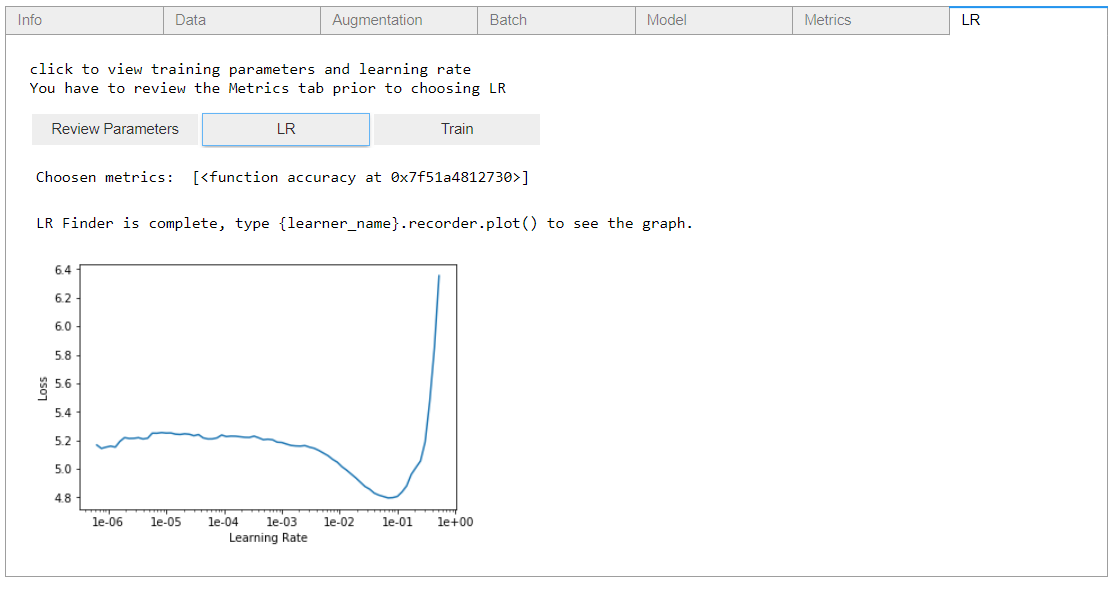 Info Data Augmentation Batch Model Metrics LR
click to view training parameters and learning rate
You have to review the Metrics tab prior to choosing LR
Review Parameters LR Train
Choosen metrics: [<function accuracy at 0x7f51a4812730>]
LR Finder is complete, type {learner_name}.recorder.plot() to see the graph.
6.4
6.2
6.0
5.8
5.6
5.4
5.2
5.0
4.8
Loss
1e-06 1e-05 1e-04 1e-03 1e-02 1e-01 1e+00
Learning Rate